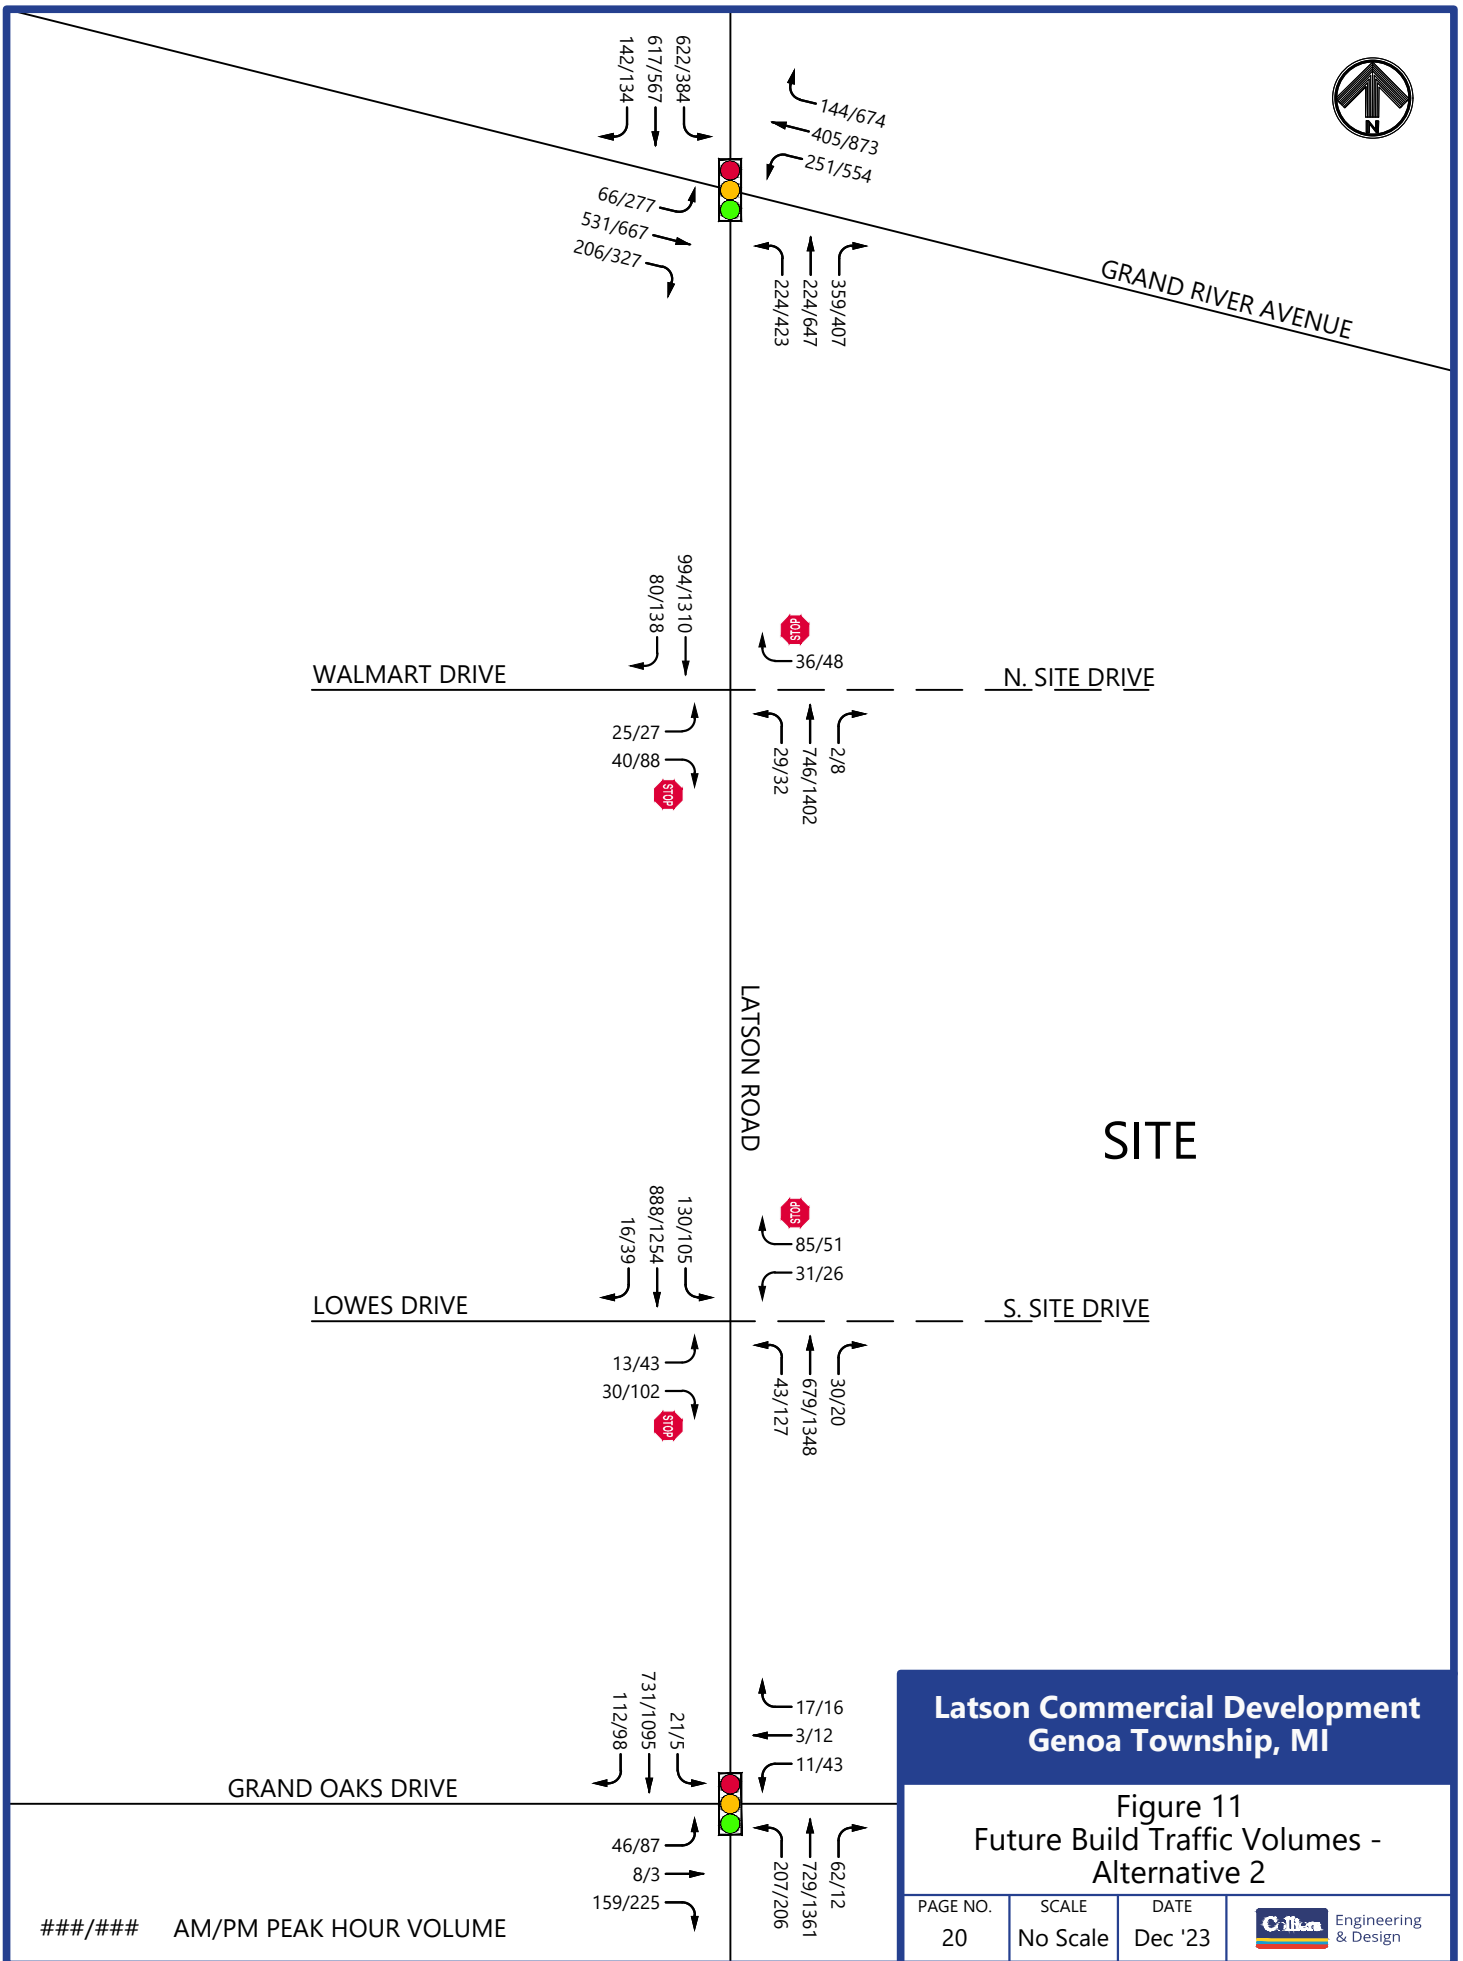 622/384
617/567
142/134
144/674
405/873
251/554
N
66/277
531/667
206/327
224/423
224/647
359/407
GRAND RIVER AVENUE
994/1310
80/138
STOP
36/48
WALMART DRIVE
N. SITE DRIVE
25/27
40/88
STOP
29/32
746/1402
2/8
LATSON ROAD
SITE
130/105
888/1254
16/39
STOP
85/51
31/26
LOWES DRIVE
S. SITE DRIVE
13/43
30/102
STOP
43/127
679/1348
30/20
21/5
731/1095
112/98
17/16
3/12
11/43
GRAND OAKS DRIVE
46/87
8/3
159/225
207/206
729/1361
62/12
###/### AM/PM PEAK HOUR VOLUME
Latson Commercial Development
Genoa Township, MI
Figure 11
Future Build Traffic Volumes -
Alternative 2
PAGE NO.
20
SCALE
No Scale
DATE
Dec '23
Colliers
Engineering
& Design